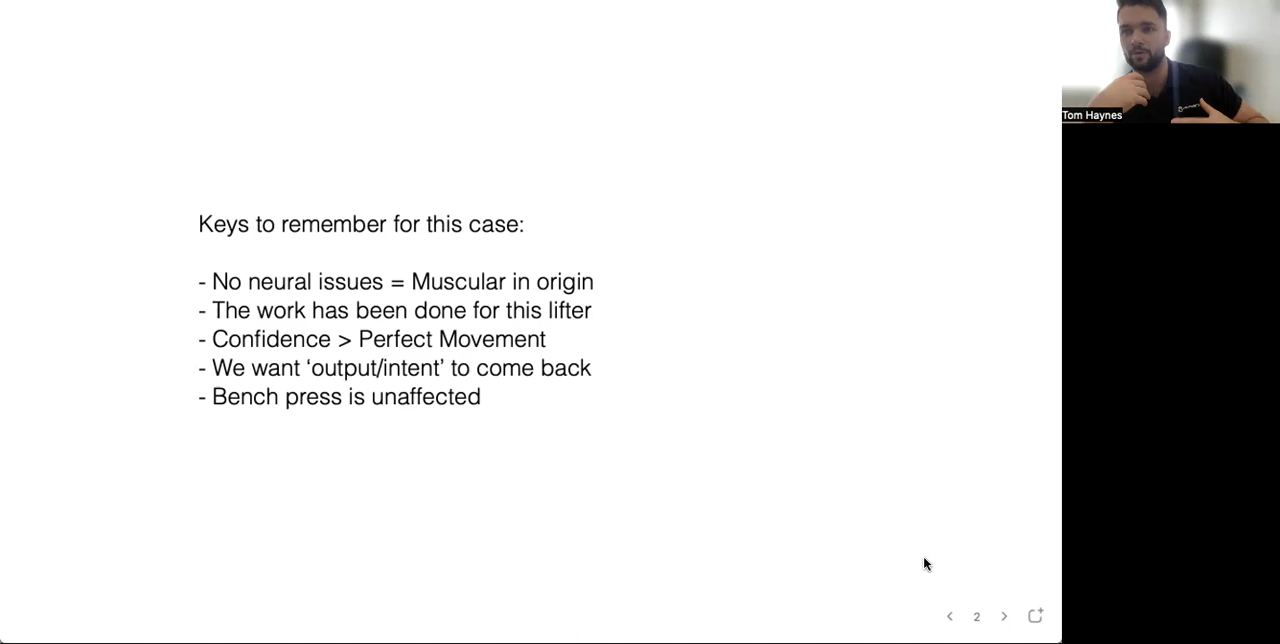 Keys to remember for this case:
- No neural issues = Muscular in origin
- The work has been done for this lifter
- Confidence > Perfect Movement
- We want ‘output/intent’ to come back
- Bench press is unaffected
Tom Haynes
2